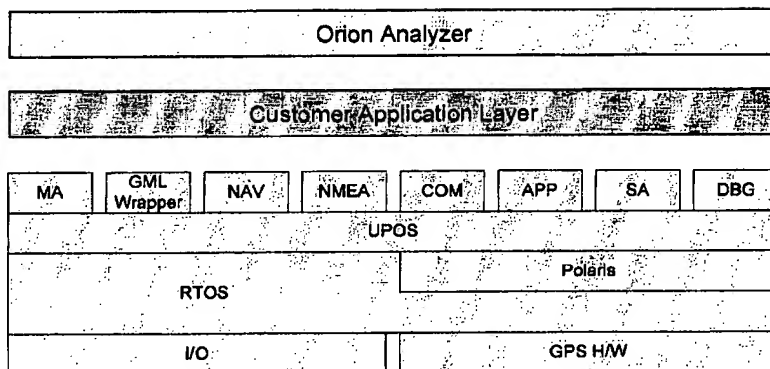 Orion Analyzer
Customer Application Layer
MA
GML
Wrapper
NAV
NMEA
COM
APP
SA
DBG
UPOS
Polaris
RTOS
I/O
GPS H/W